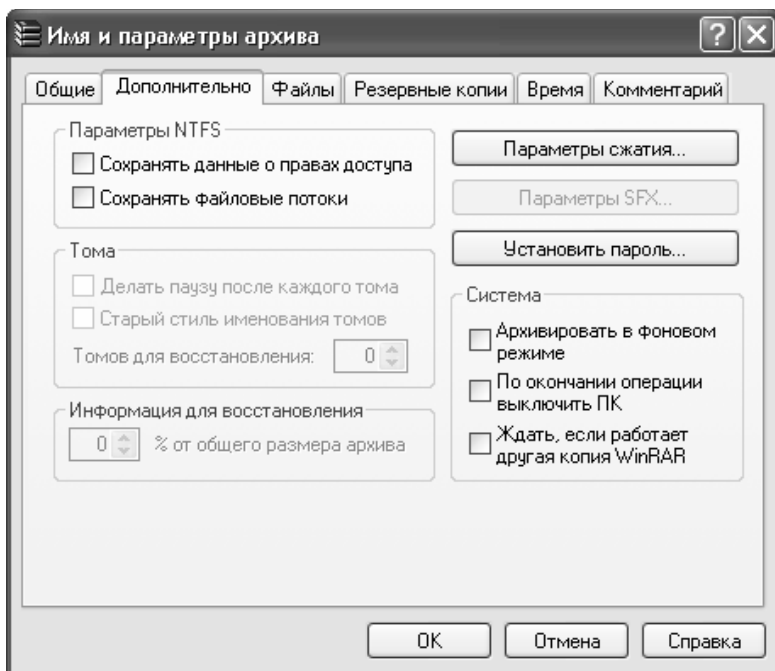 Имя и параметры архива
Общие
Дополнительно
Файлы
Резервные копии
Время
Комментарий
Параметры NTFS
Сохранять данные о правах доступа
Сохранять файловые потоки
Тома
Делать паузу после каждого тома
Старый стиль именования томов
Томов для восстановления: 0
Информация для восстановления
0 % от общего размера архива
Параметры сжатия...
Параметры SFX...
Установить пароль...
Система
Архивировать в фоновом
режиме
По окончании операции
выключить ПК
Ждать, если работает
другая копия WinRAR
OK
Отмена
Справка